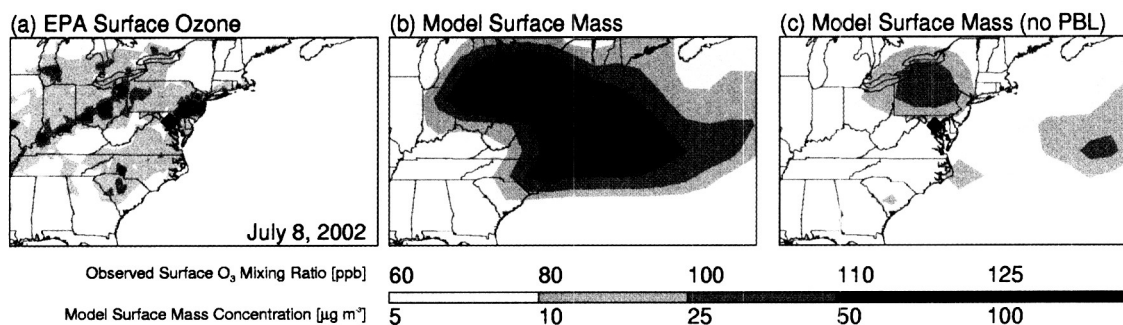 (a) EPA Surface Ozone
(b) Model Surface Mass
(c) Model Surface Mass (no PBL)
July 8, 2002
Observed Surface O₃ Mixing Ratio [ppb]
60 80 100 110 125
Model Surface Mass Concentration [µg m⁻³]
5 10 25 50 100